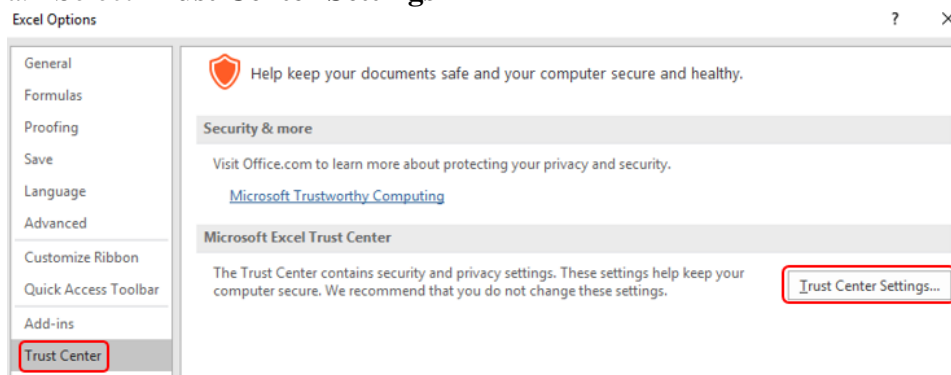 Excel Options
?
General
Formulas
Proofing
Save
Language
Advanced
Customize Ribbon
Quick Access Toolbar
Add-ins
Trust Center
Help keep your documents safe and your computer secure and healthy.
Security & more
Visit Office.com to learn more about protecting your privacy and security.
Microsoft Trustworthy Computing
Microsoft Excel Trust Center
The Trust Center contains security and privacy settings. These settings help keep your
computer secure. We recommend that you do not change these settings.
Trust Center Settings...